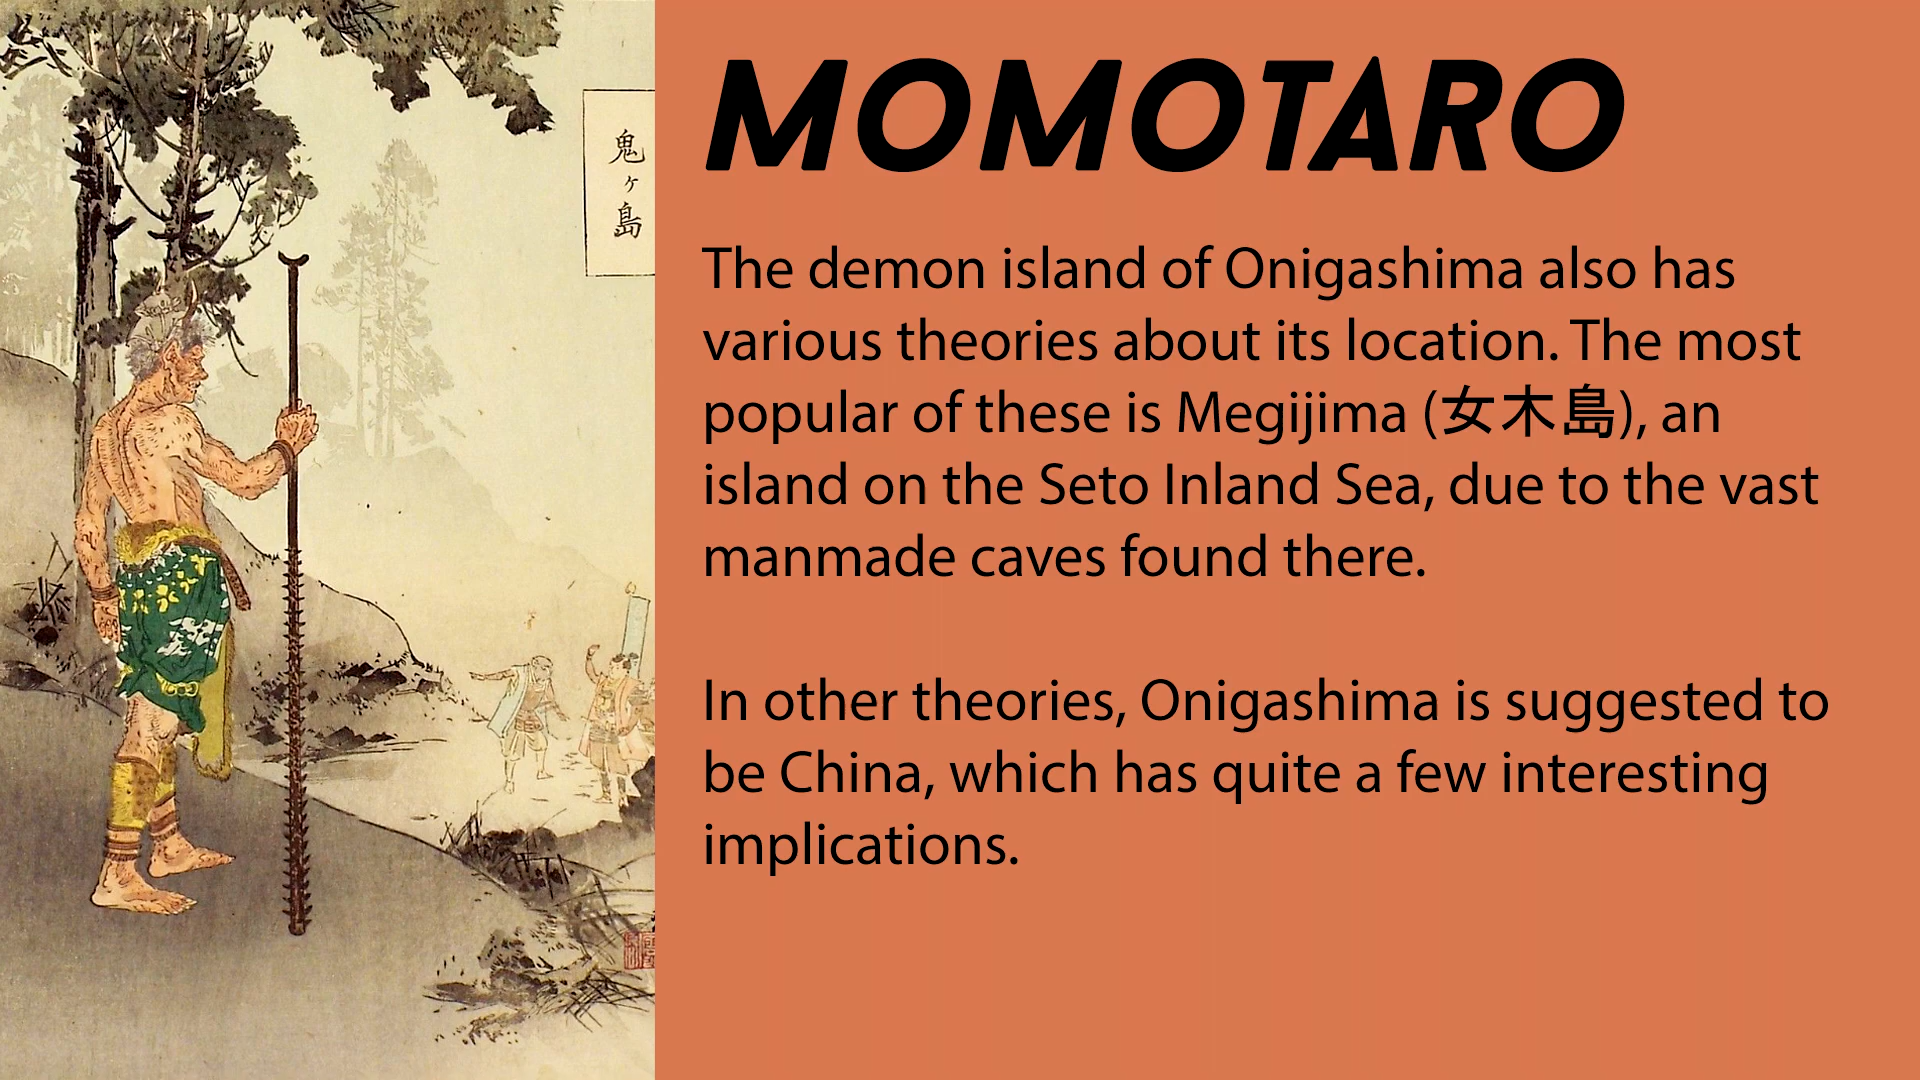 鬼ヶ島
MOMOTARO
The demon island of Onigashima also has
various theories about its location. The most
popular of these is Megijima (女木島), an
island on the Seto Inland Sea, due to the vast
manmade caves found there.
In other theories, Onigashima is suggested to
be China, which has quite a few interesting
implications.